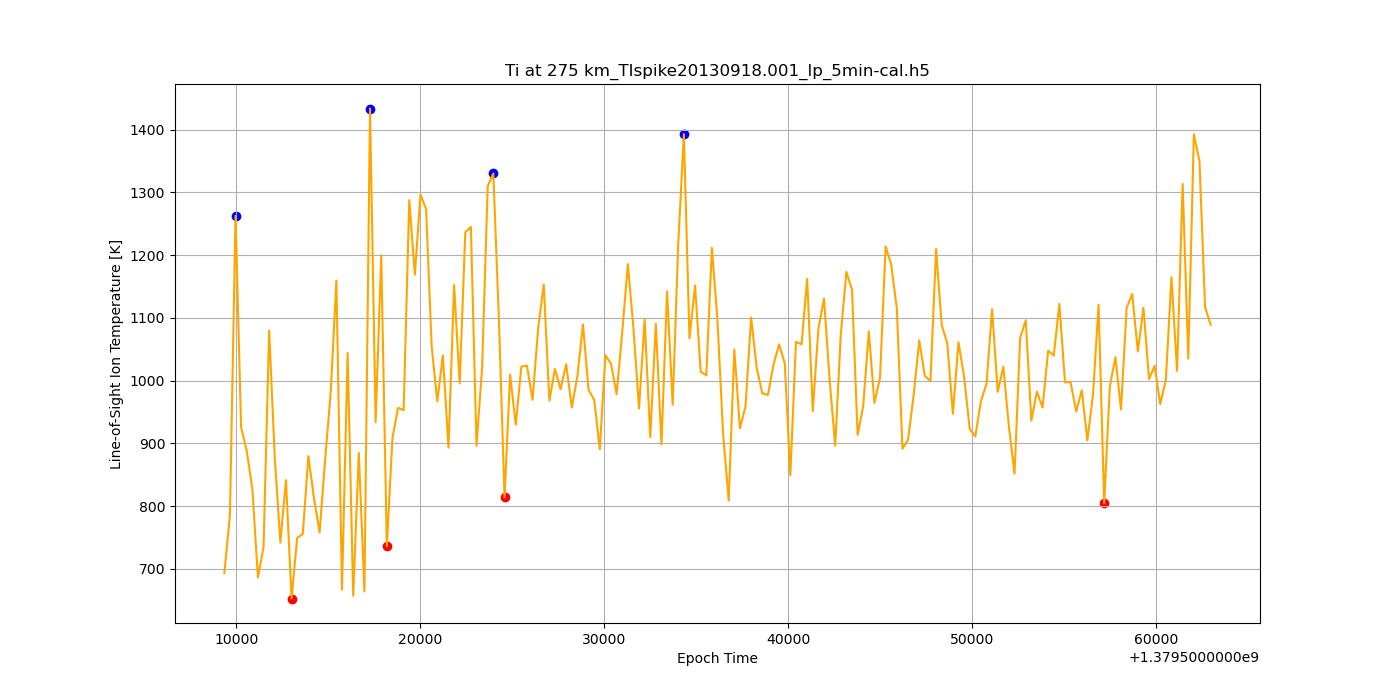 Ti at 275 km_TIspike20130918.001_lp_5min-cal.h5
Line-of-Sight Ion Temperature [K]
1400
1300
1200
1100
1000
900
800
700
10000 20000 30000 40000 50000 60000
Epoch Time
+1.3795000000e9